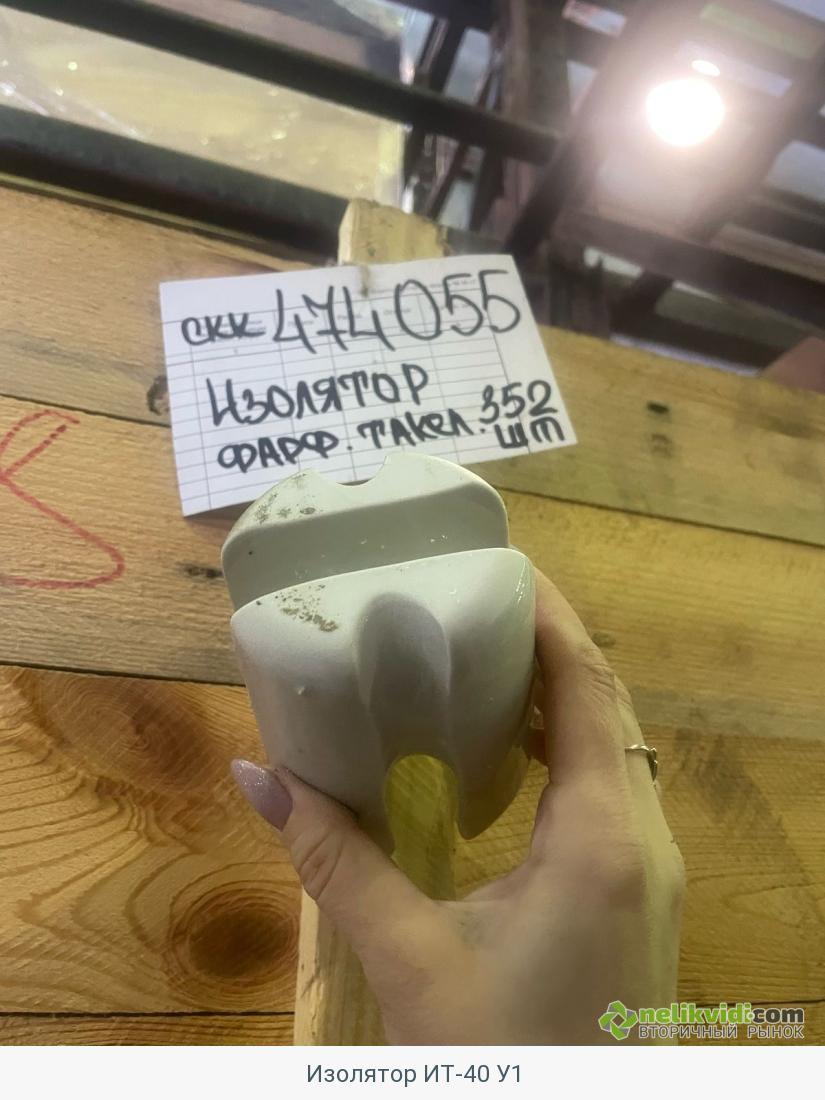 скк 474055
ИЗОЛЯТОР
ФАРФ. ТАКЕЛ. 352
шт
nelikvidi.com
ВТОРИЧНЫЙ РЫНОК
Изолятор ИТ-40 У1